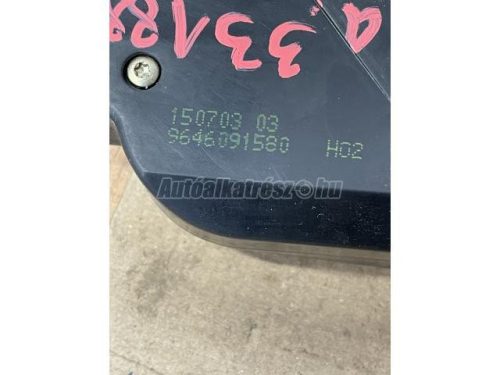 a. 3318
150703 03
9646091580 H02
Autóalkatrész.hu